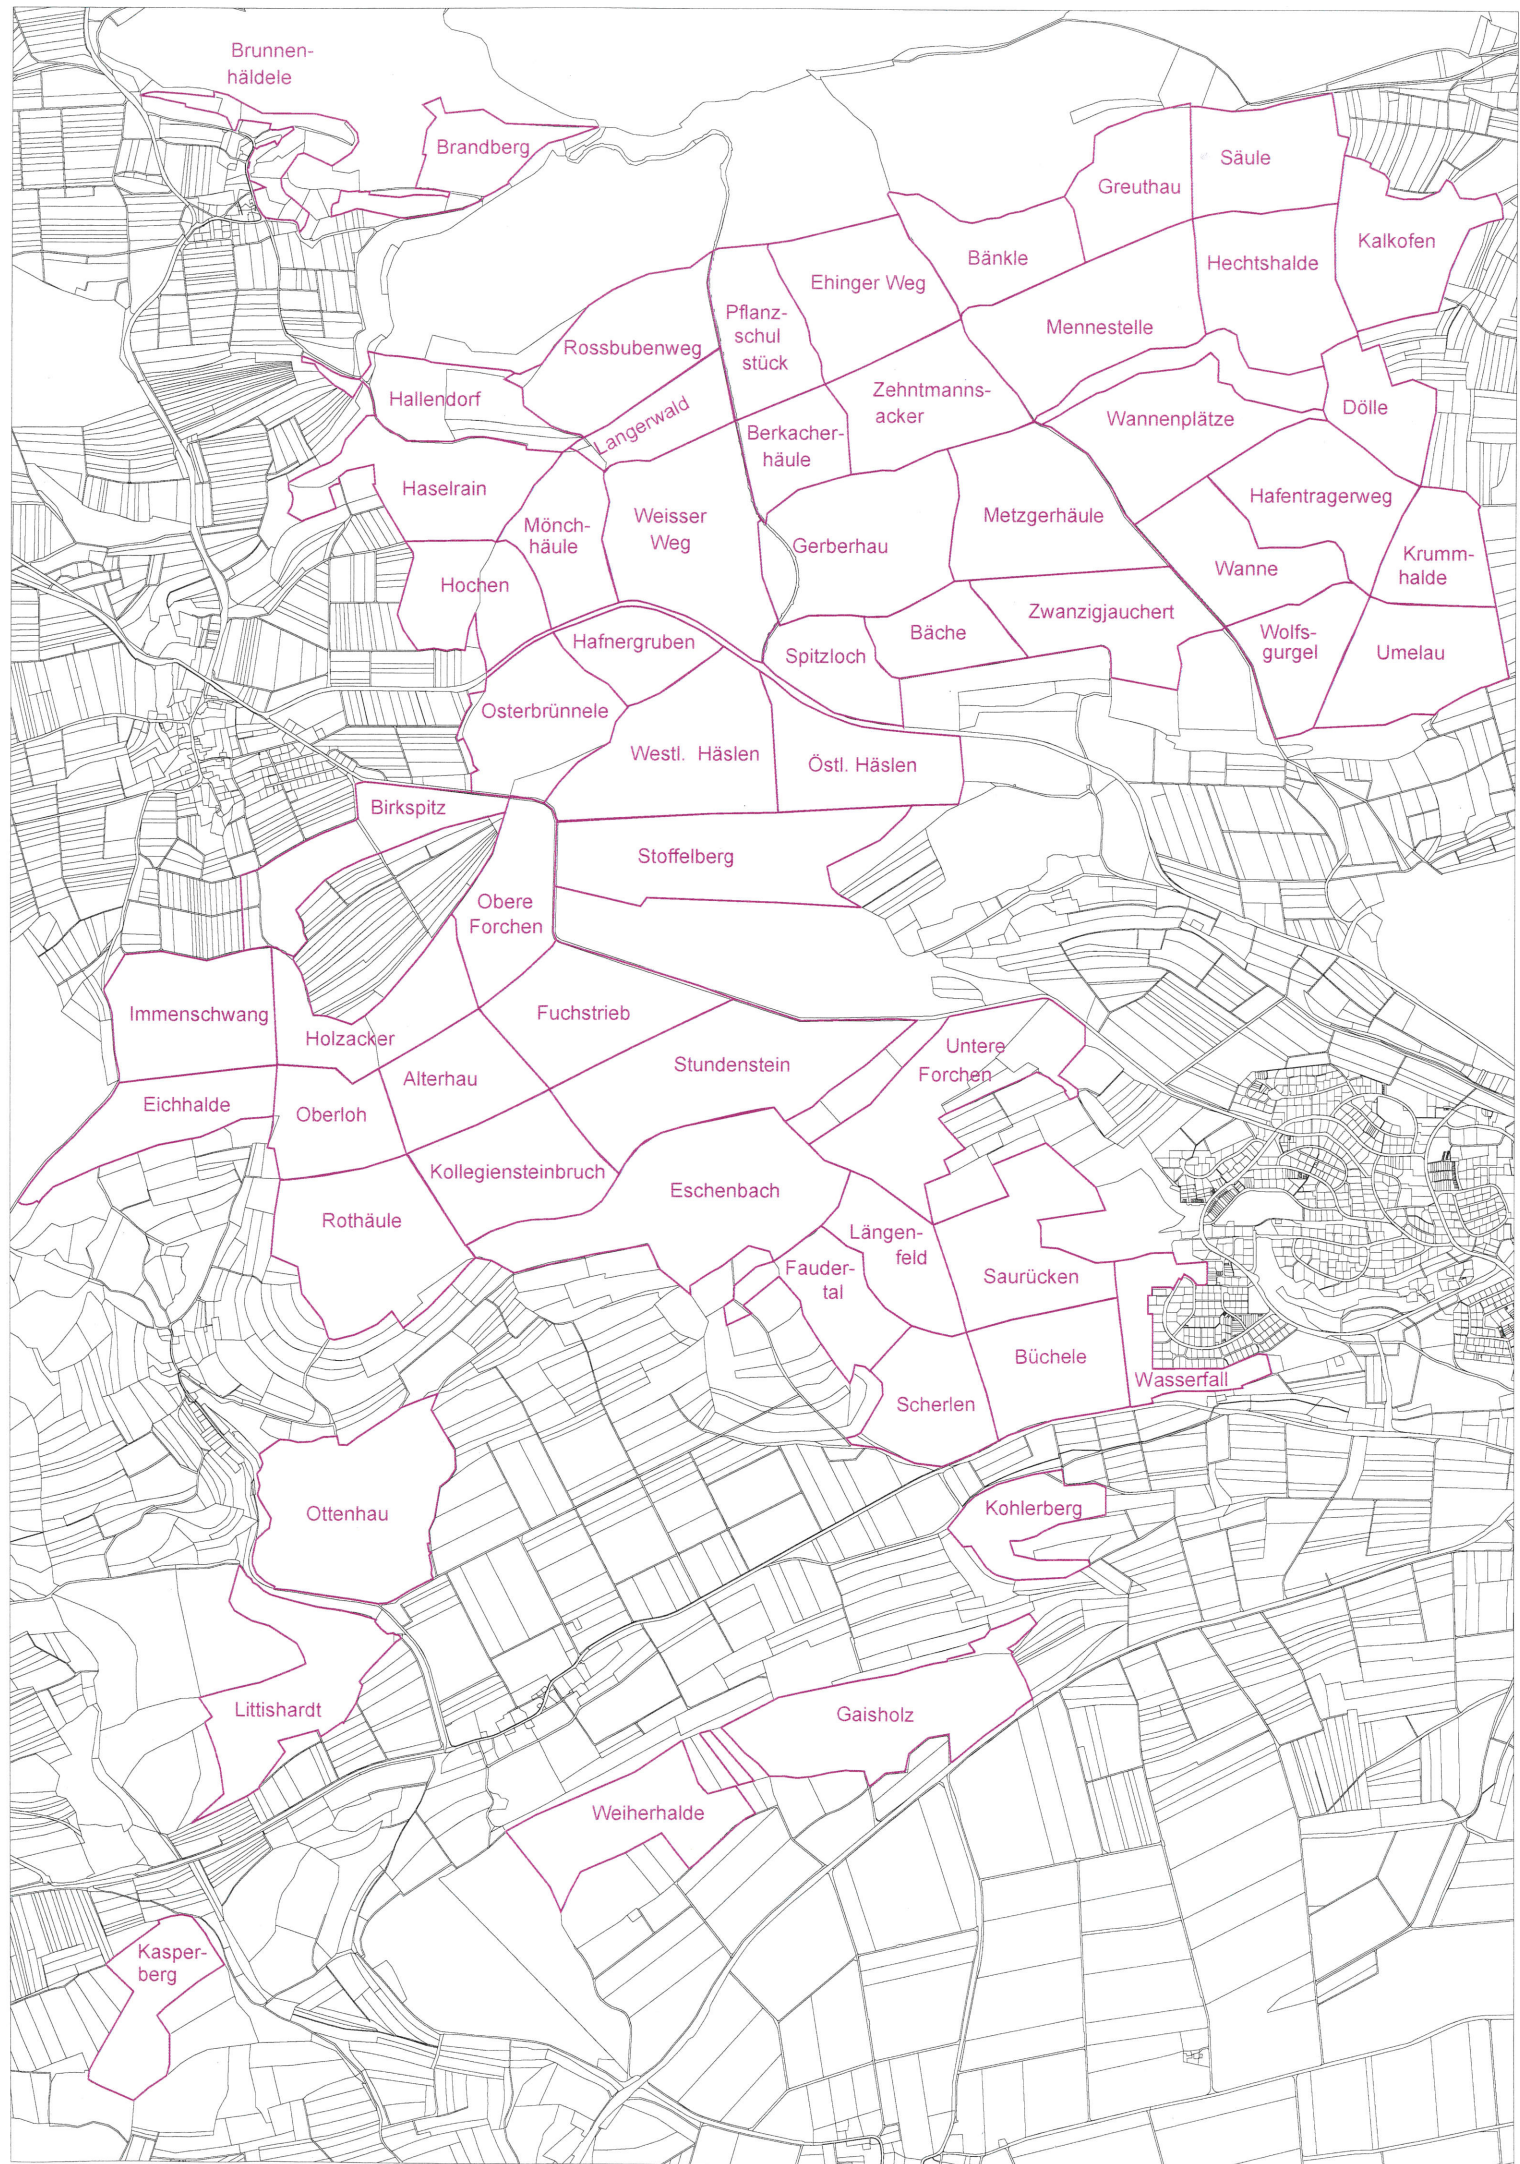 Brunnen-
häldele
Brandberg
Säule
Greuthau
Kalkofen
Bänkle
Hechtshalde
Ehinger Weg
Pflanz-
schul
stück
Mennestelle
Rossbubenweg
Hallendorf
Langerwald
Zehntmanns-
acker
Wannenplätze
Dölle
Berkacher-
häule
Haselrain
Hafentragerweg
Mönch-
häule
Weisser
Weg
Metzgerhäule
Gerberhau
Krumm-
halde
Wanne
Hochen
Zwanzigjauchert
Bäche
Wolfs-
gurgel
Umelau
Hafnergruben
Spitzloch
Osterbrünnele
Westl. Häslen
Östl. Häslen
Birkspitz
Stoffelberg
Obere
Forchen
Immenschwang
Fuchstrieb
Holzacker
Untere
Forchen
Stundenstein
Alterhau
Eichhalde
Oberloh
Kollegiensteinbruch
Eschenbach
Rothäule
Längen-
feld
Fauder-
tal
Saurücken
Büchele
Wasserfall
Scherlen
Ottenhau
Kohlerberg
Littishardt
Gaisholz
Weiherhalde
Kasper-
berg